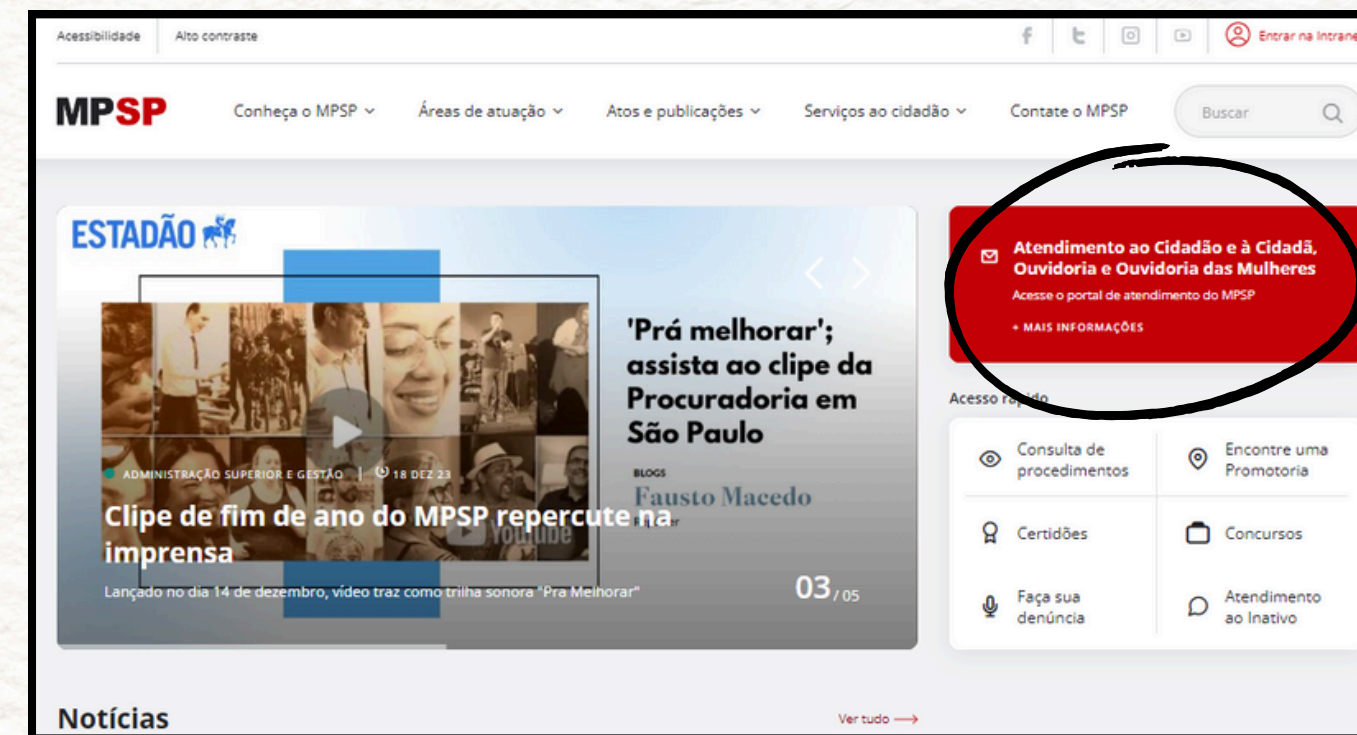 Acessibilidade
Alto contraste
Entrar na Intrane
MPSP
Conheça o MPSP
Áreas de atuação
Atos e publicações
Serviços ao cidadão
Contate o MPSP
Buscar
ESTADÃO
'Prá melhorar';
assista ao clipe da
Procuradoria em
São Paulo
BLOGS
Fausto Macedo
ADMINISTRAÇÃO SUPERIOR E GESTÃO
18 DEZ 23
Clipe de fim de ano do MPSP repercute na
imprensa
YouTube
Lançado no dia 14 de dezembro, vídeo traz como trilha sonora "Pra Melhorar"
03/05
Atendimento ao Cidadão e à Cidadã,
Ouvidoria e Ouvidoria das Mulheres
Acesse o portal de atendimento do MPSP
+ MAIS INFORMAÇÕES
Acesso rápido
Consulta de
procedimentos
Encontre uma
Promotoria
Certidões
Concursos
Faça sua
denúncia
Atendimento
ao Inativo
Notícias
Ver tudo